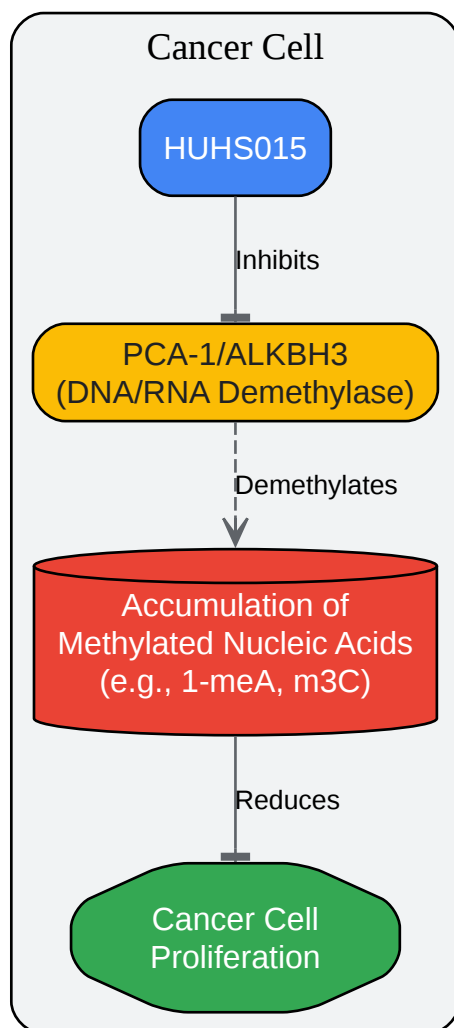 Cancer Cell
HUHS015
Inhibits
PCA-1/ALKBH3
(DNA/RNA Demethylase)
Demethylates
Accumulation of
Methylated Nucleic Acids
(e.g., 1-meA, m3C)
Reduces
Cancer Cell
Proliferation